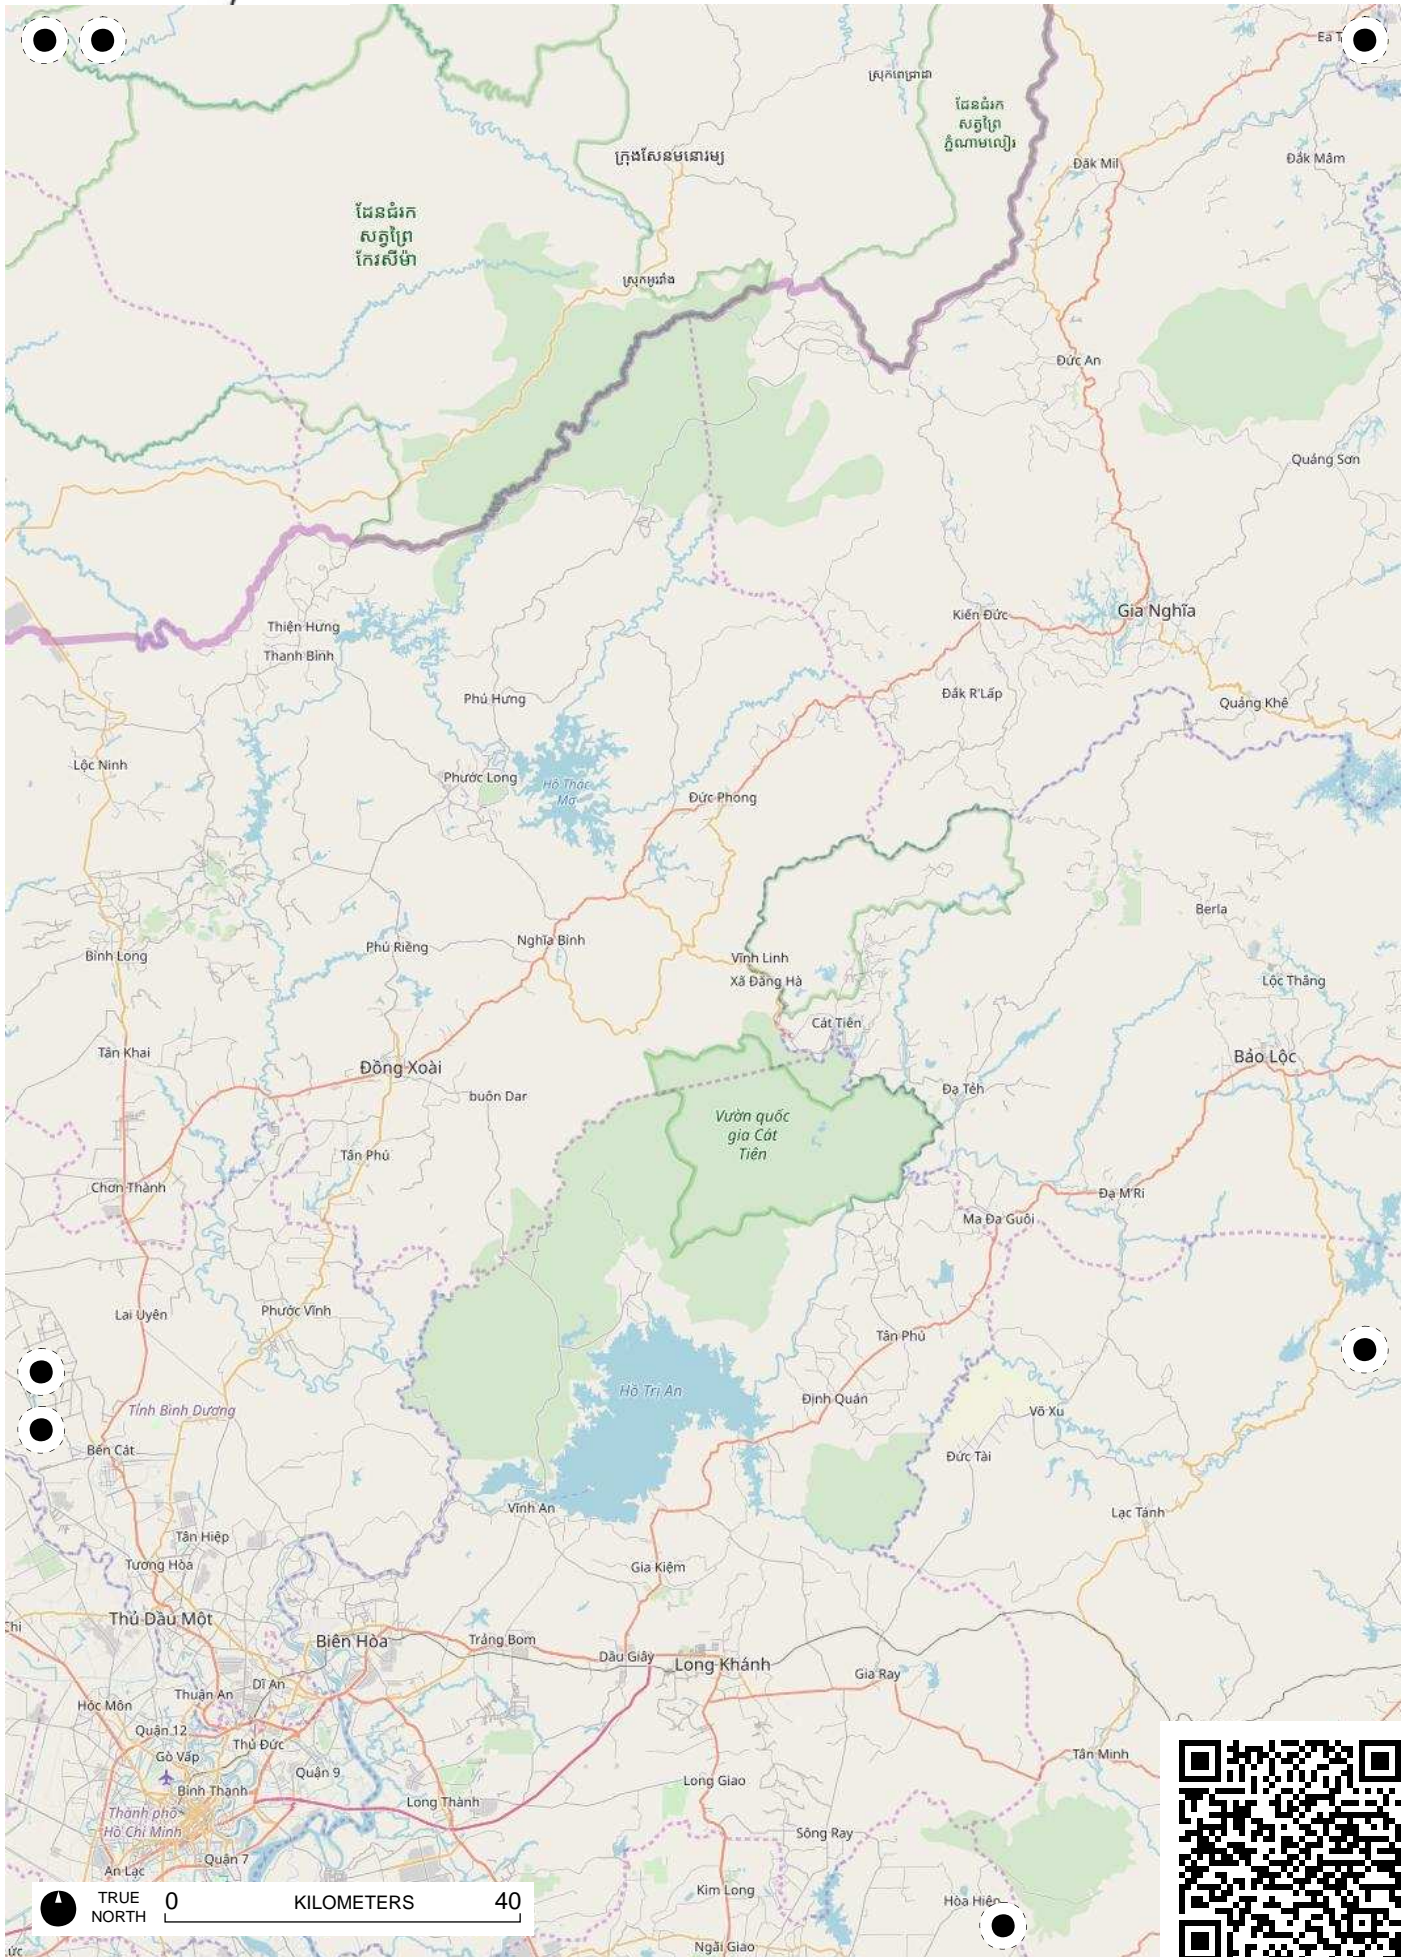 ស្រុកពេជ្រាដា
ដែនជំរក
សត្វព្រៃ
ភ្នំណាមលៀរ
ក្រុងសែនមនោរម្យ
Đăk Mil
Đắk Mâm
ដែនជំរក
សត្វព្រៃ
កែវសីម៉ា
ស្រុកអូររាំង
Đức An
Quảng Sơn
Thiện Hưng
Thanh Bình
Kiến Đức
Gia Nghĩa
Phú Hưng
Đắk R'Lấp
Quảng Khê
Lộc Ninh
Phước Long
Hồ Thác
Mơ
Đức Phong
Berla
Bình Long
Phú Riềng
Nghĩa Bình
Vĩnh Linh
Xã Đăng Hà
Lộc Thắng
Cát Tiên
Tân Khai
Đồng Xoài
Bảo Lộc
buôn Dar
Đạ Tẻh
Vườn quốc
gia Cát
Tiên
Tân Phú
Chơn Thành
Đạ M'Ri
Ma Đa Guôi
Lai Uyên
Phước Vĩnh
Tân Phú
Hồ Trị An
Định Quán
Tỉnh Bình Dương
Võ Xu
Bến Cát
Đức Tài
Vĩnh An
Lạc Tánh
Tân Hiệp
Tương Hòa
Gia Kiệm
Thủ Dầu Một
Chi
Biên Hòa
Trảng Bom
Dầu Giây
Long Khánh
Gia Ray
Dĩ An
Thuận An
Hóc Môn
Quận 12
Thủ Đức
Gò Vấp
Quận 9
Bình Thạnh
Tân Minh
Long Giao
Long Thành
Thành phố
Hồ Chí Minh
Sông Ray
An Lạc
Quận 7
Kim Long
Hòa Hiệp
TRUE
NORTH
0 KILOMETERS 40
Ngãi Giao